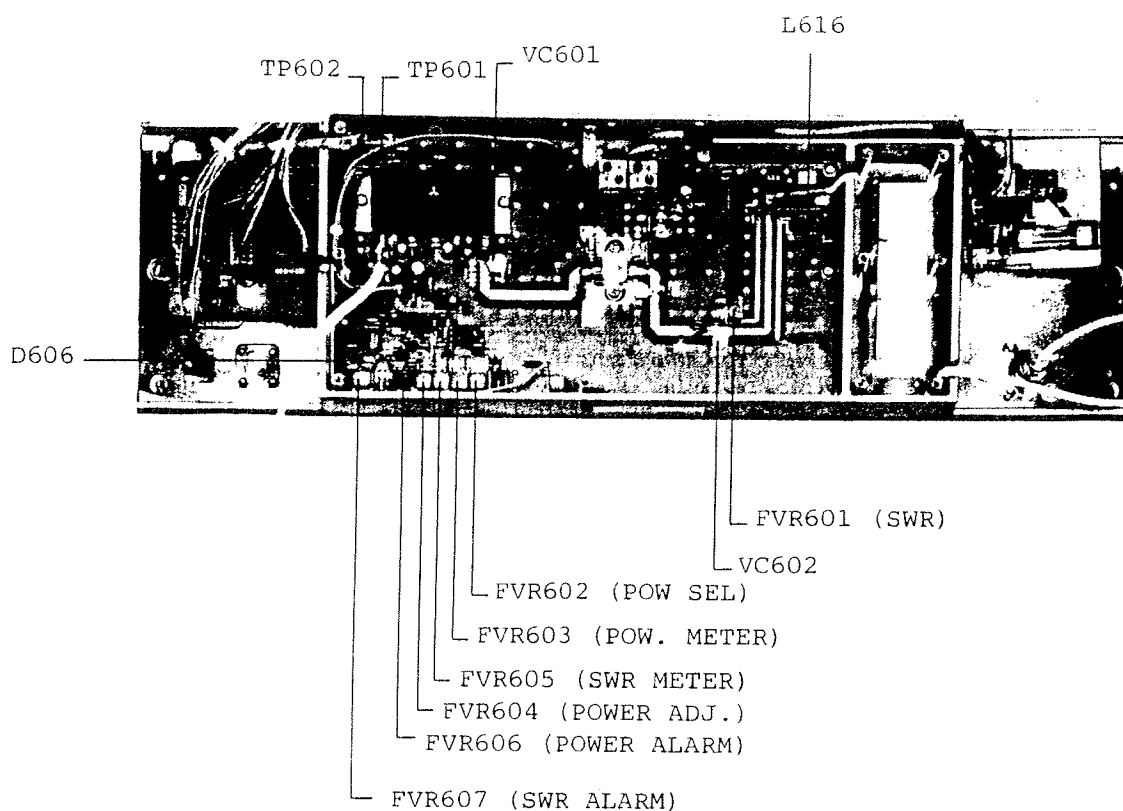 L616
VC601
TP602
TP601
D606
FVR601 (SWR)
VC602
FVR602 (POW SEL)
FVR603 (POW. METER)
FVR605 (SWR METER)
FVR604 (POWER ADJ.)
FVR606 (POWER ALARM)
FVR607 (SWR ALARM)